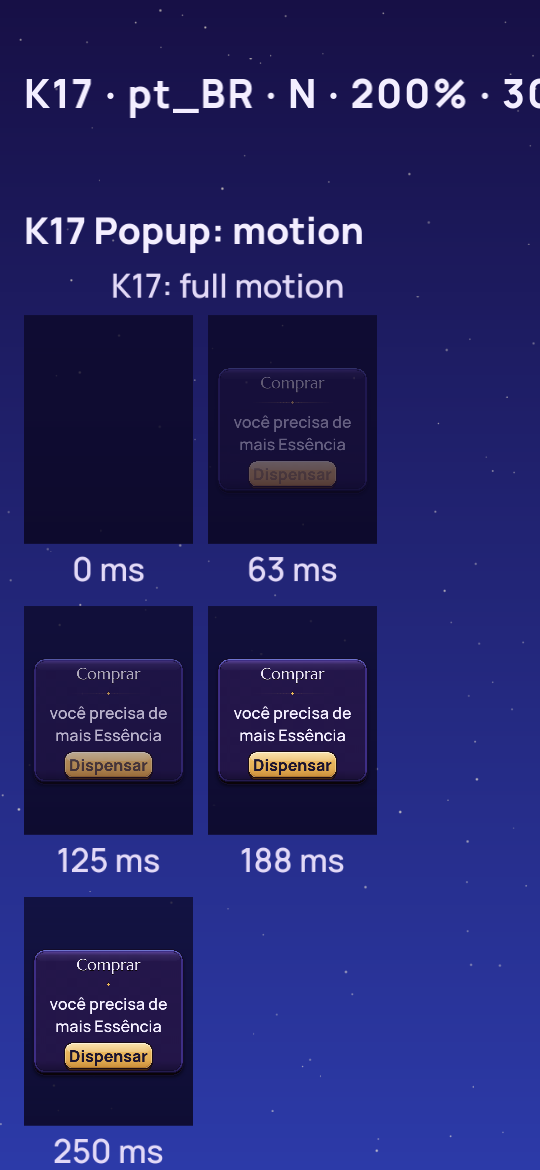 K17 · pt_BR · N · 200% · 30
K17 Popup: motion
K17: full motion
Comprar
você precisa de
mais Essência
Dispensar
0 ms
63 ms
Comprar
você precisa de
mais Essência
Dispensar
Comprar
você precisa de
mais Essência
Dispensar
125 ms
188 ms
Comprar
você precisa de
mais Essência
Dispensar
250 ms